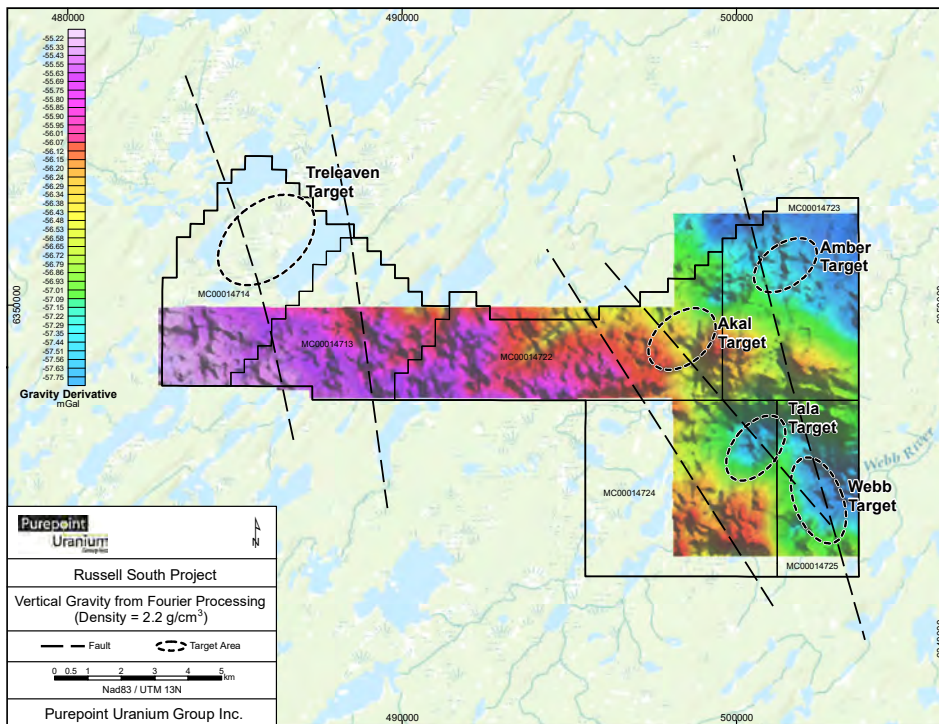 480000
490000
500000
-55.22
-55.33
-55.43
-55.55
-55.63
-55.69
-55.75
-55.80
-55.85
-55.90
-55.95
-56.01
-56.07
-56.12
-56.15
-56.20
-56.24
-56.29
-56.34
-56.38
-56.43
-56.48
-56.53
-56.58
-56.65
-56.72
-56.79
-56.86
-56.93
-57.01
-57.09
-57.15
-57.22
-57.29
-57.35
-57.44
-57.51
-57.56
-57.63
-57.75
Gravity Derivative
mGal
6350000
Treleaven
Target
MC00014714
MC00014713
MC00014722
MC00014723
Amber
Target
Akal
Target
Tala
Target
Webb River
Webb
Target
MC00014724
MC00014725
Purepoint
Uranium
Group Inc.
N
Russell South Project
Vertical Gravity from Fourier Processing
(Density = 2.2 g/cm³)
Fault
Target Area
0 0.5 1 2 3 4 5
km
Nad83 / UTM 13N
Purepoint Uranium Group Inc.
490000
500000